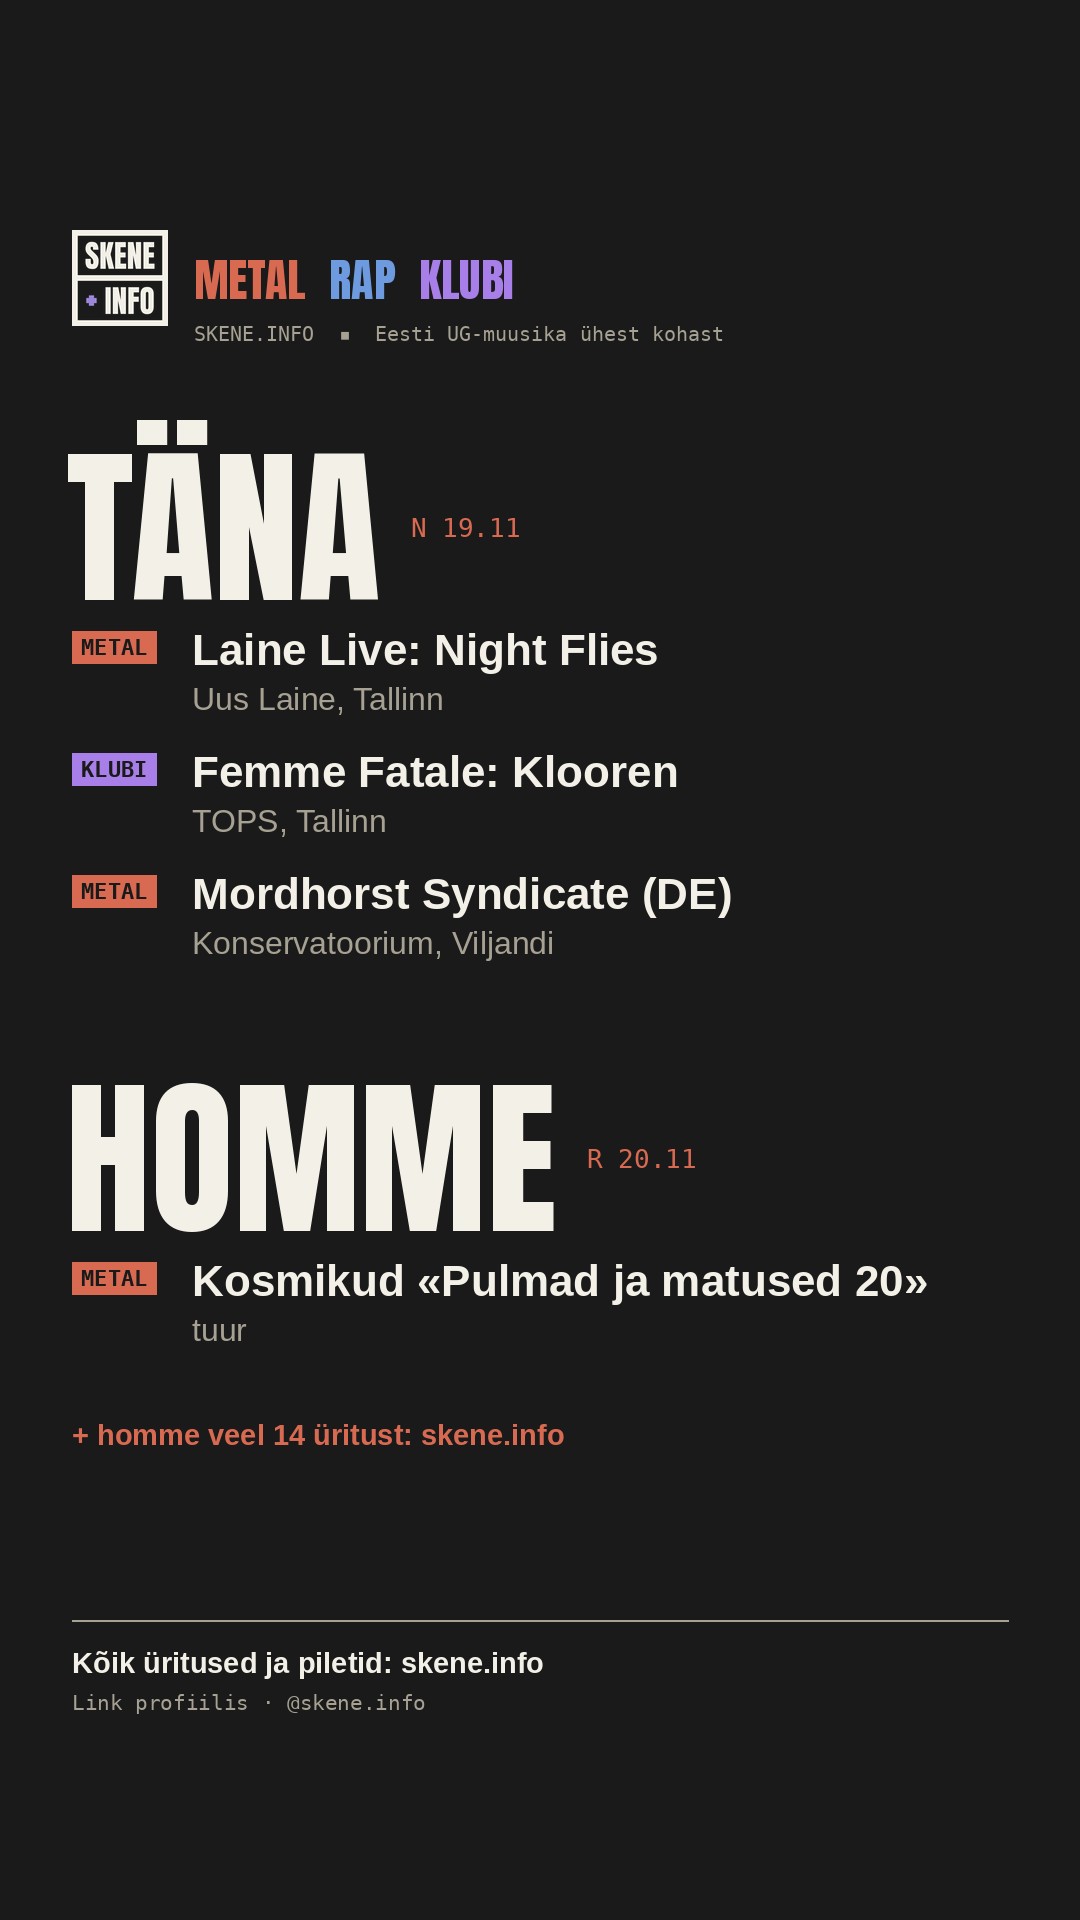 SKENE
+ INFO
METAL RAP KLUBI
SKENE.INFO ▪ Eesti UG-muusika ühest kohast
TÄNA N 19.11
METAL Laine Live: Night Flies
Uus Laine, Tallinn
KLUBI Femme Fatale: Klooren
TOPS, Tallinn
METAL Mordhorst Syndicate (DE)
Konservatoorium, Viljandi
HOMME R 20.11
METAL Kosmikud «Pulmad ja matused 20»
tuur
+ homme veel 14 üritust: skene.info
Kõik üritused ja piletid: skene.info
Link profiilis · @skene.info